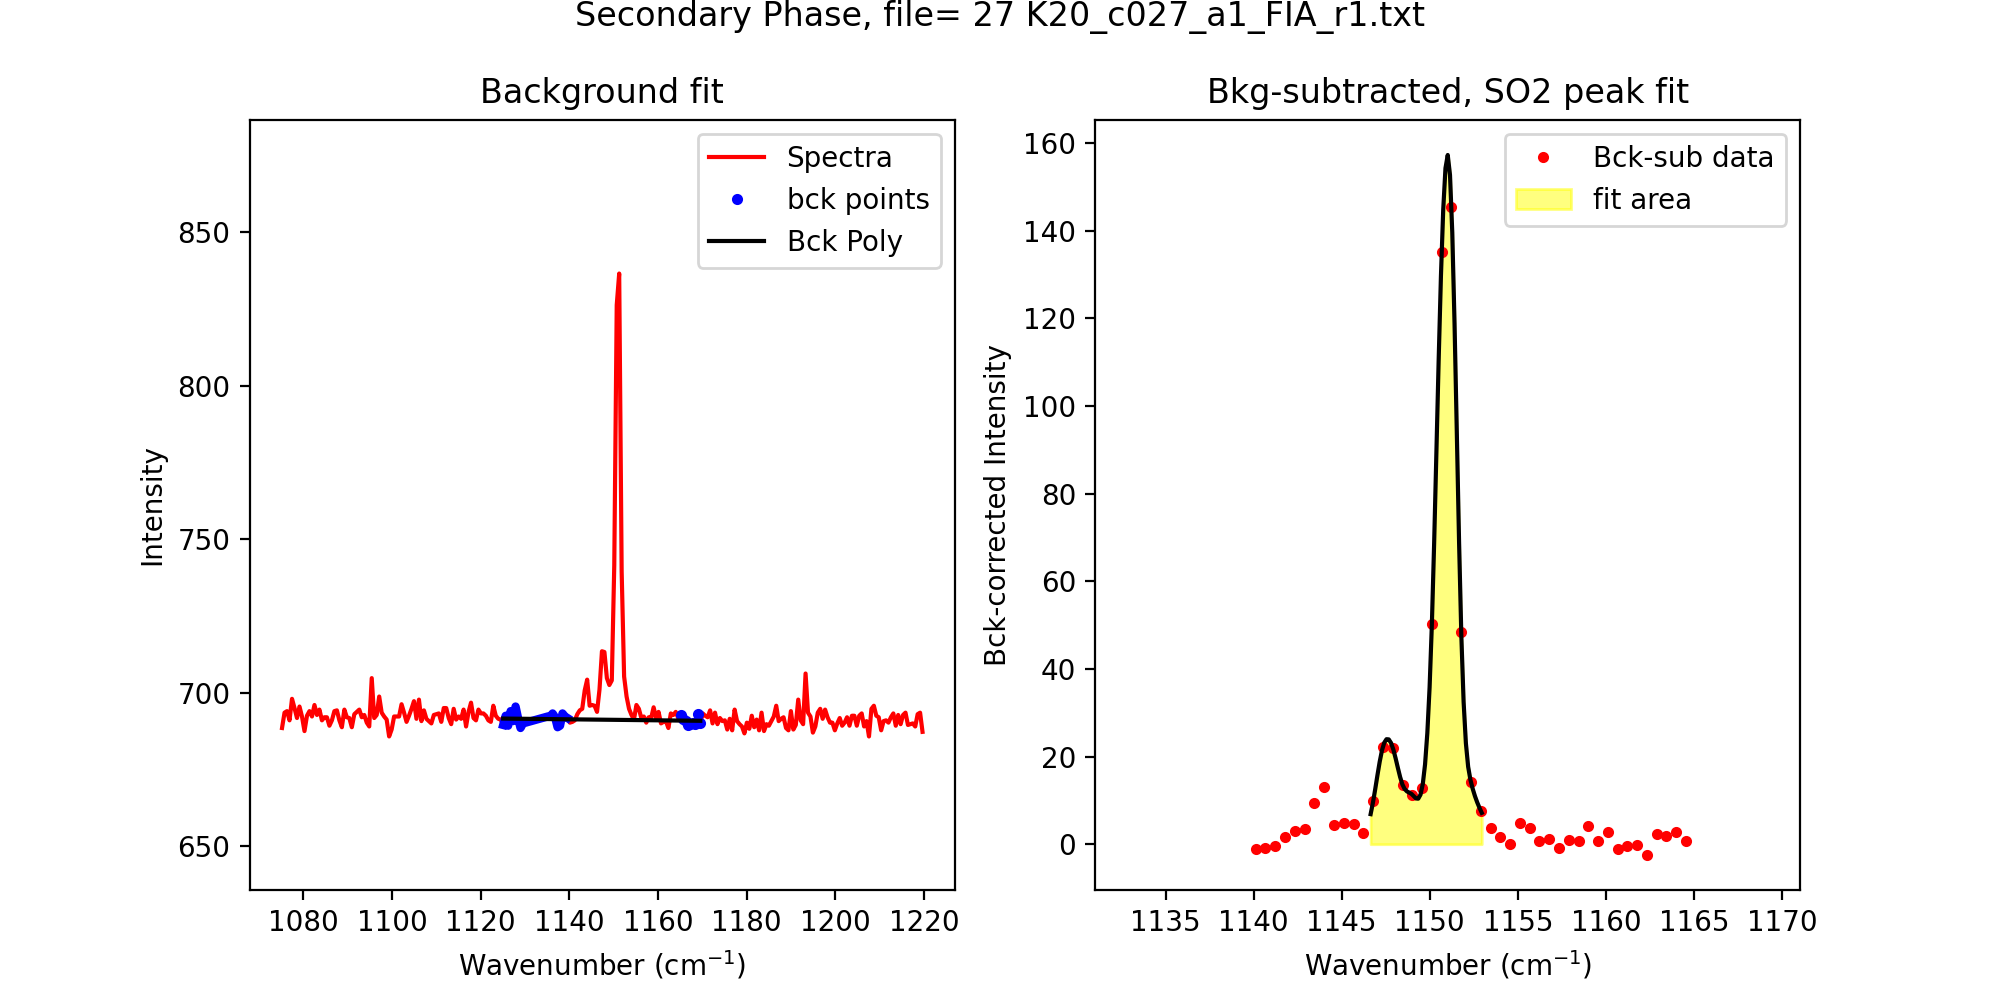 Secondary Phase, file= 27 K20_c027_a1_FIA_r1.txt
Background fit
Spectra
bck points
Bck Poly
850
800
750
700
650
Intensity
1080 1100 1120 1140 1160 1180 1200 1220
Wavenumber (cm⁻¹)
Bkg-subtracted, SO2 peak fit
Bck-sub data
fit area
160
140
120
100
80
60
40
20
0
Bck-corrected Intensity
1135 1140 1145 1150 1155 1160 1165 1170
Wavenumber (cm⁻¹)